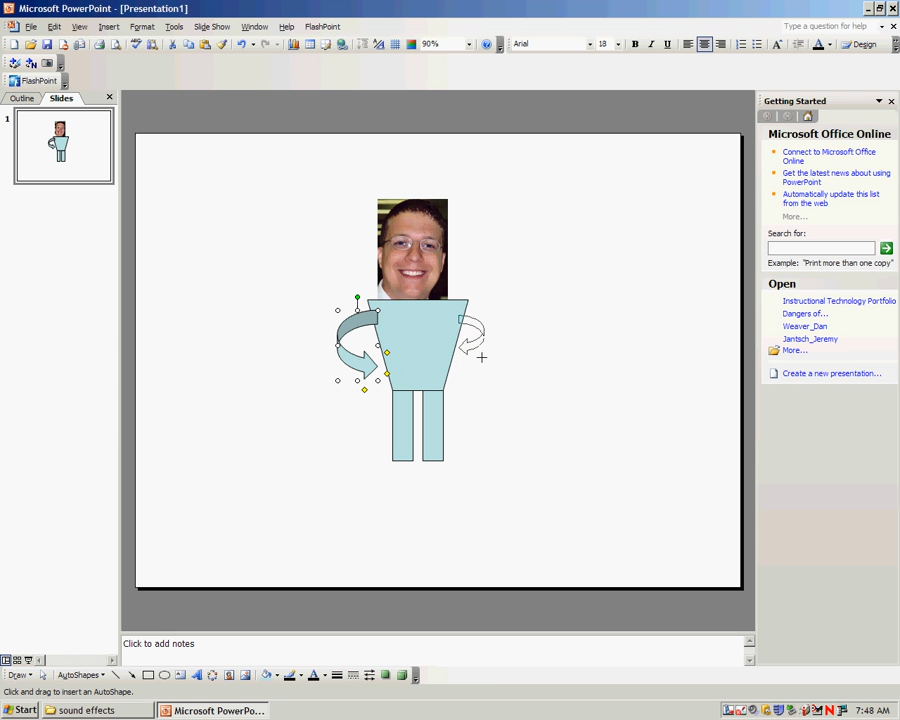 Microsoft PowerPoint - [Presentation1]
File Edit View Insert Format Tools Slide Show Window Help FlashPoint
Type a question for help
90%
Arial
18
B I U
Design
FlashPoint
Outline Slides
1
Getting Started
Microsoft Office Online
Connect to Microsoft Office
Online
Get the latest news about using
PowerPoint
Automatically update this list
from the web
More...
Search for:
Example: "Print more than one copy"
Open
Instructional Technology Portfolio
Dangers of...
Weaver_Dan
Jantsch_Jeremy
More...
Create a new presentation...
Click to add notes
Draw AutoShapes
Click and drag to insert an AutoShape.
Start sound effects Microsoft PowerPo... 7:48 AM